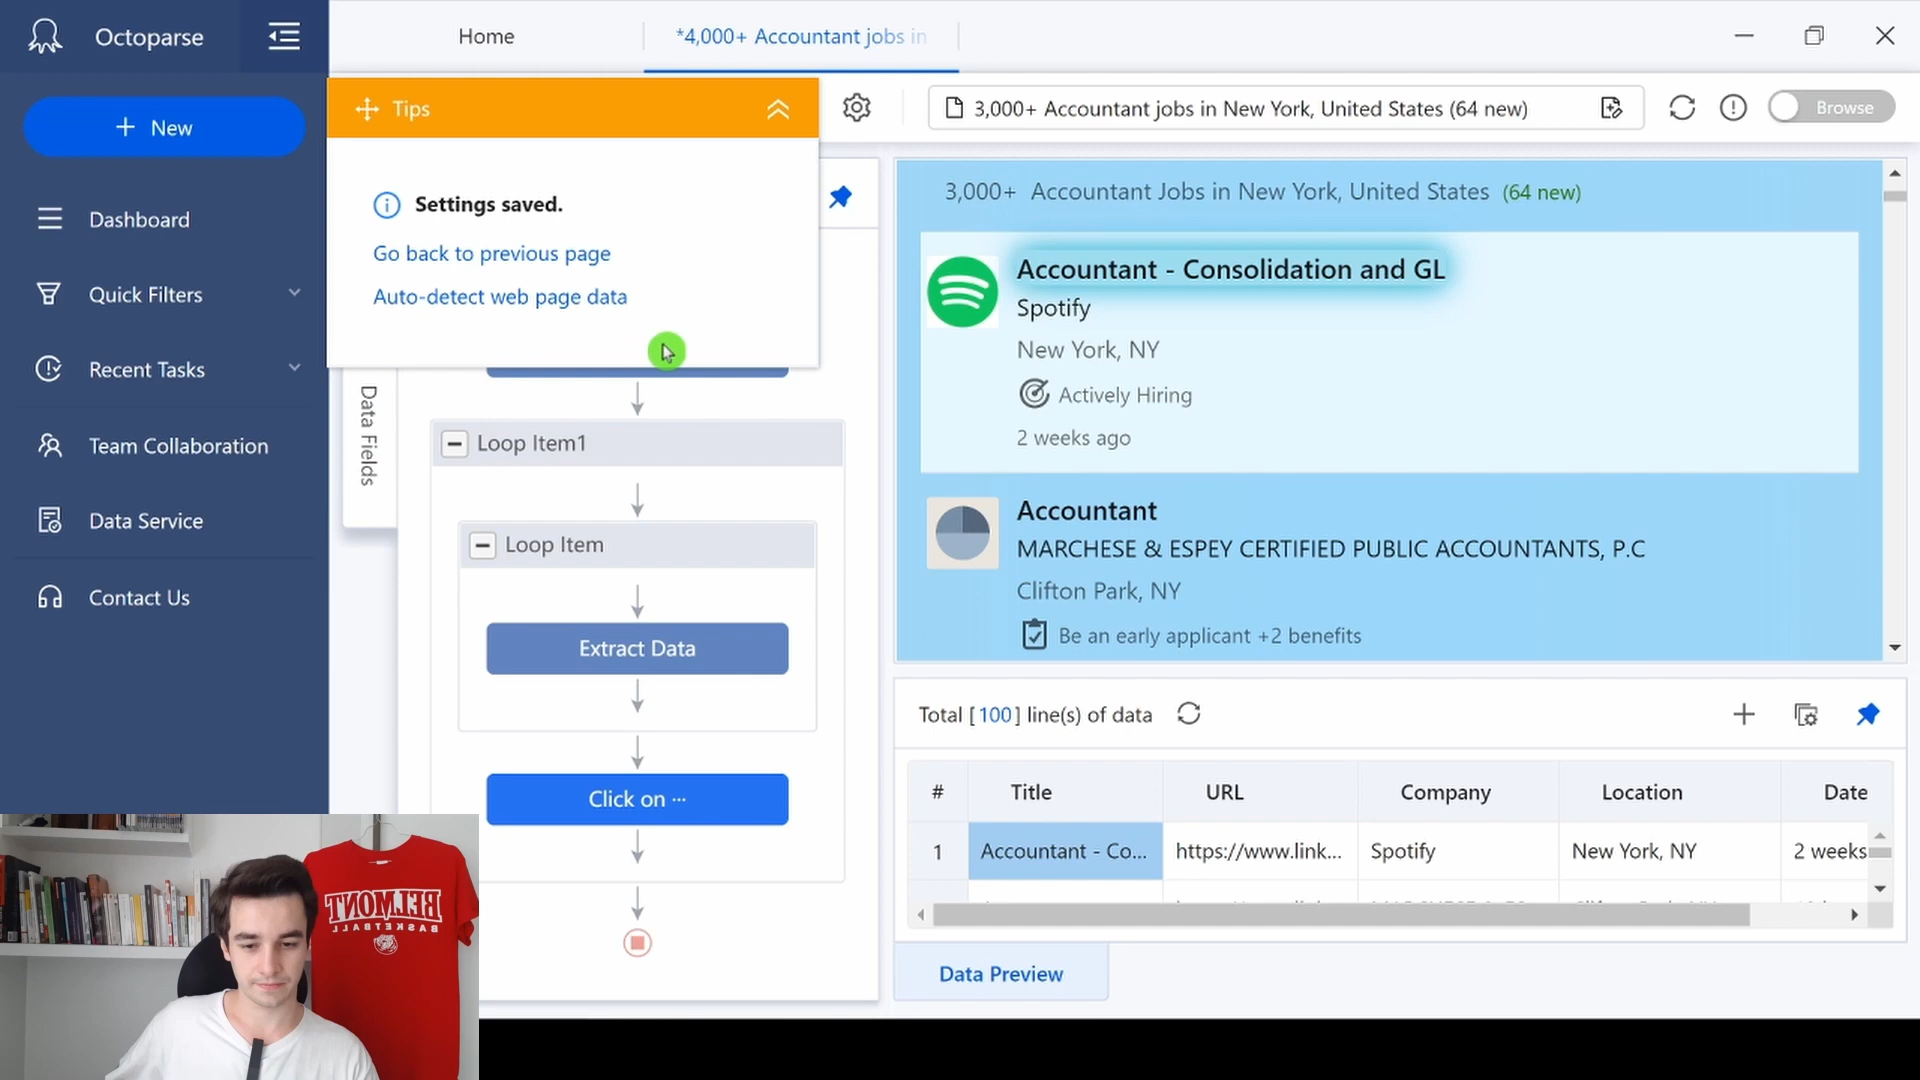 Octoparse
Home
*4,000+ Accountant jobs in
+ New
Tips
3,000+ Accountant jobs in New York, United States (64 new)
Browse
Dashboard
Quick Filters
Recent Tasks
Team Collaboration
Data Service
Contact Us
Settings saved.
Go back to previous page
Auto-detect web page data
Data Fields
Loop Item1
Loop Item
Extract Data
Click on ···
3,000+ Accountant Jobs in New York, United States (64 new)
Accountant - Consolidation and GL
Spotify
New York, NY
Actively Hiring
2 weeks ago
Accountant
MARCHESE & ESPEY CERTIFIED PUBLIC ACCOUNTANTS, P.C
Clifton Park, NY
Be an early applicant +2 benefits
Total [100] line(s) of data
# Title URL Company Location Date
1 Accountant - Co... https://www.link... Spotify New York, NY 2 weeks
Data Preview
BELMONT
BASKETBALL